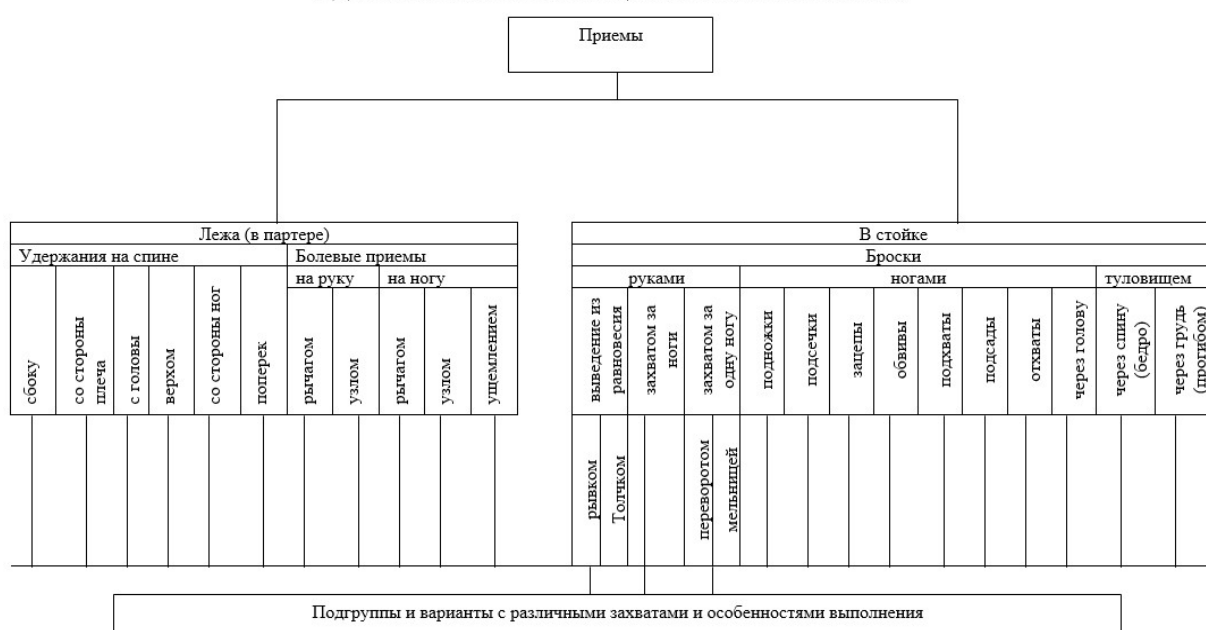 Приемы
Лежа (в партере)
Удержания на спине
Болевые приемы
на руку
на ногу
сбоку
со стороны
плеча
с головы
верхом
со стороны ног
поперек
рычагом
узлом
рычагом
узлом
ущемлением
В стойке
Броски
руками
ногами
туловищем
выведение из
равновесия
захватом за
ноги
захватом за
одну ногу
подножки
подсечки
зацепы
обвивы
подхваты
подсады
отхваты
через голову
через спину
(бедро)
через грудь
(прогибом)
рывком
Толчком
переворотом
мельницей
Подгруппы и варианты с различными захватами и особенностями выполнения